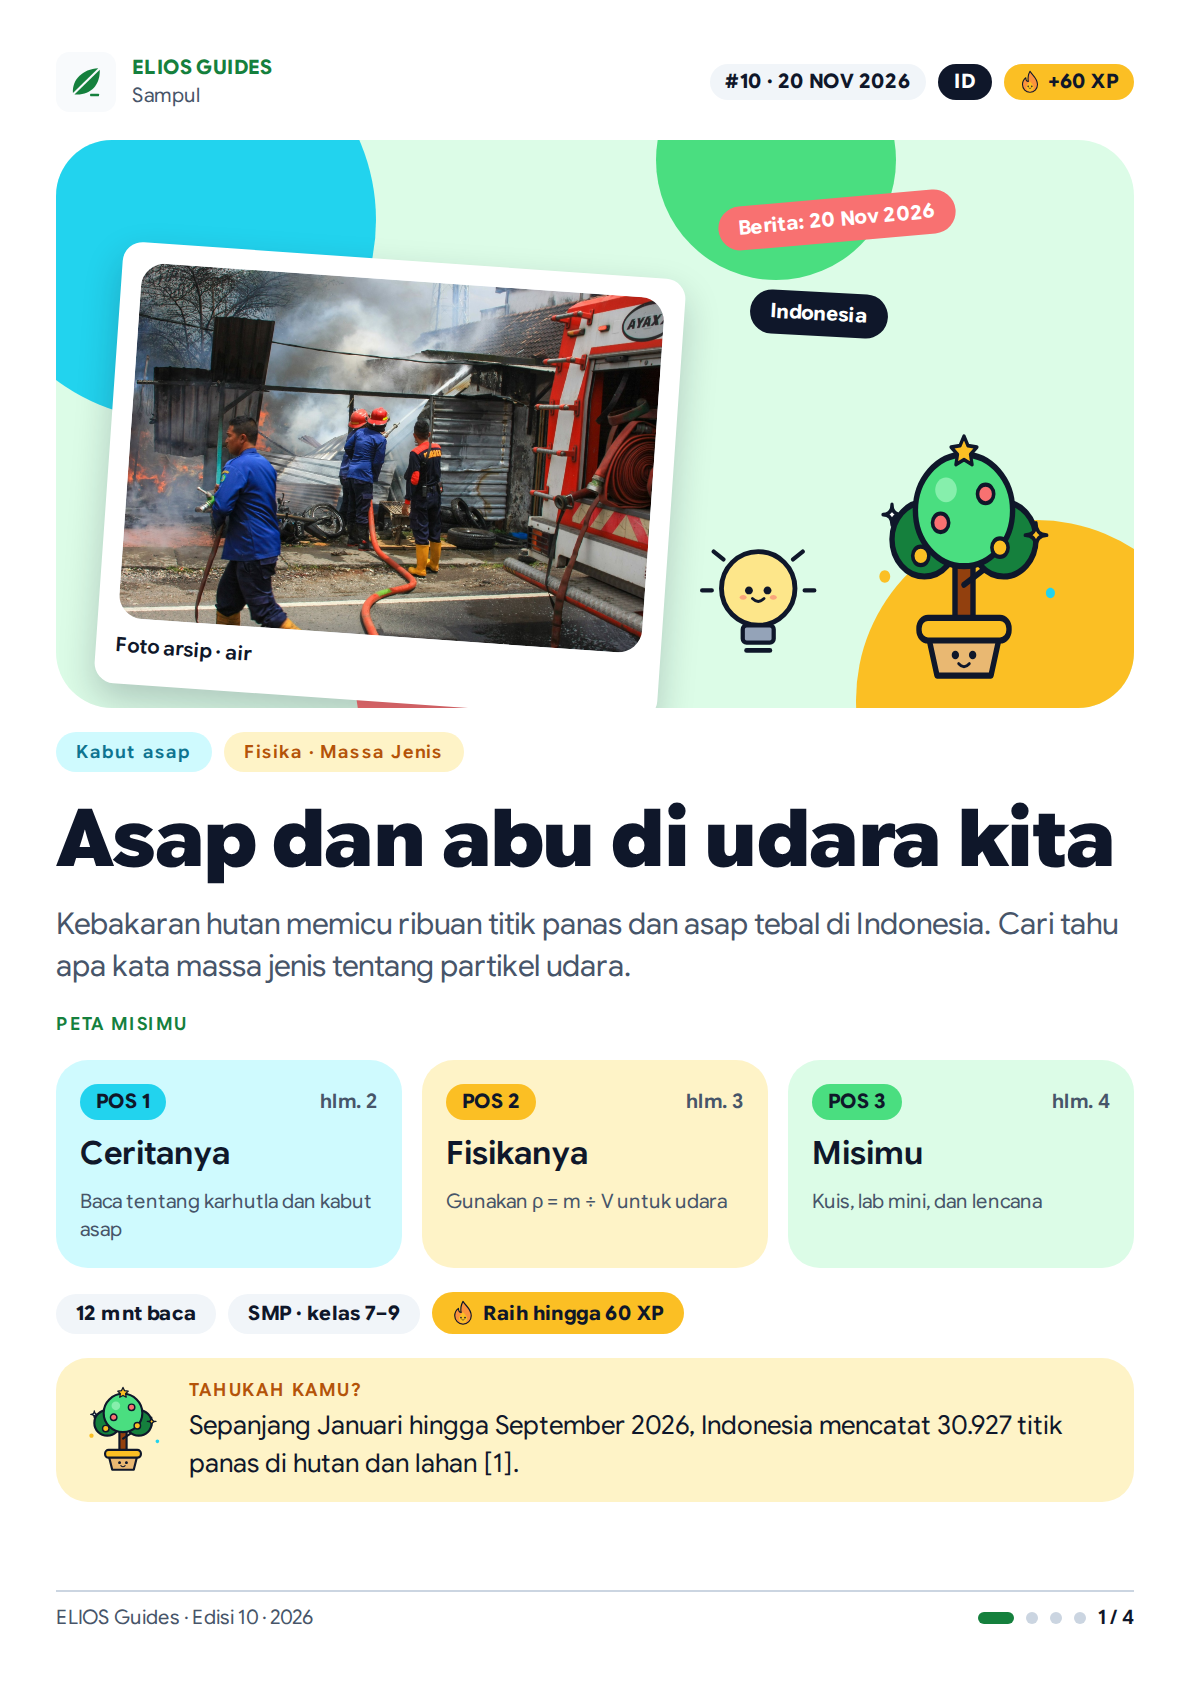 ELIOS GUIDES
Sampul
#10 · 20 NOV 2026
ID
+60 XP
Berita: 20 Nov 2026
Indonesia
AYAX
Foto arsip · air
Kabut asap
Fisika · Massa Jenis
Asap dan abu di udara kita
Kebakaran hutan memicu ribuan titik panas dan asap tebal di Indonesia. Cari tahu
apa kata massa jenis tentang partikel udara.
PETA MISIMU
POS 1
hlm. 2
Ceritanya
Baca tentang karhutla dan kabut
asap
POS 2
hlm. 3
Fisikanya
Gunakan ρ = m ÷ V untuk udara
POS 3
hlm. 4
Misimu
Kuis, lab mini, dan lencana
12 mnt baca
SMP · kelas 7–9
Raih hingga 60 XP
TAHUKAH KAMU?
Sepanjang Januari hingga September 2026, Indonesia mencatat 30.927 titik
panas di hutan dan lahan [1].
ELIOS Guides · Edisi 10 · 2026
1 / 4